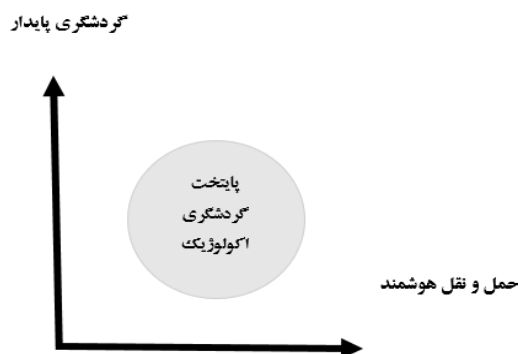 گردشگری پایدار
پایتخت
گردشگری
اکولوژیک
حمل و نقل هوشمند